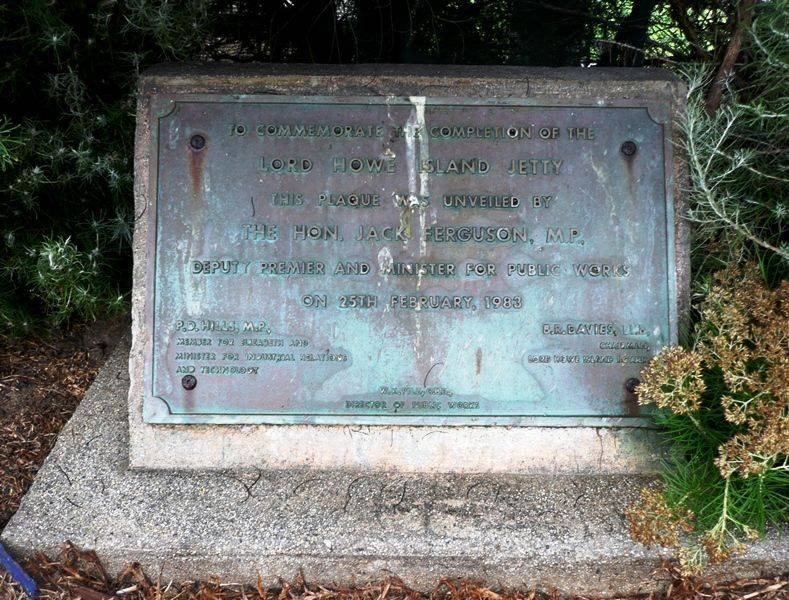 TO COMMEMORATE THE COMPLETION OF THE
LORD HOWE ISLAND JETTY
THIS PLAQUE WAS UNVEILED BY
THE HON. JACK FERGUSON, M.P.,
DEPUTY PREMIER AND MINISTER FOR PUBLIC WORKS
ON 25TH FEBRUARY, 1983
P.D. HILLS, M.P.,
MEMBER FOR ELIZABETH AND
MINISTER FOR INDUSTRIAL RELATIONS
AND TECHNOLOGY
B.R. DAVIES, LL.B.,
CHAIRMAN,
LORD HOWE ISLAND BOARD
DIRECTOR OF PUBLIC WORKS